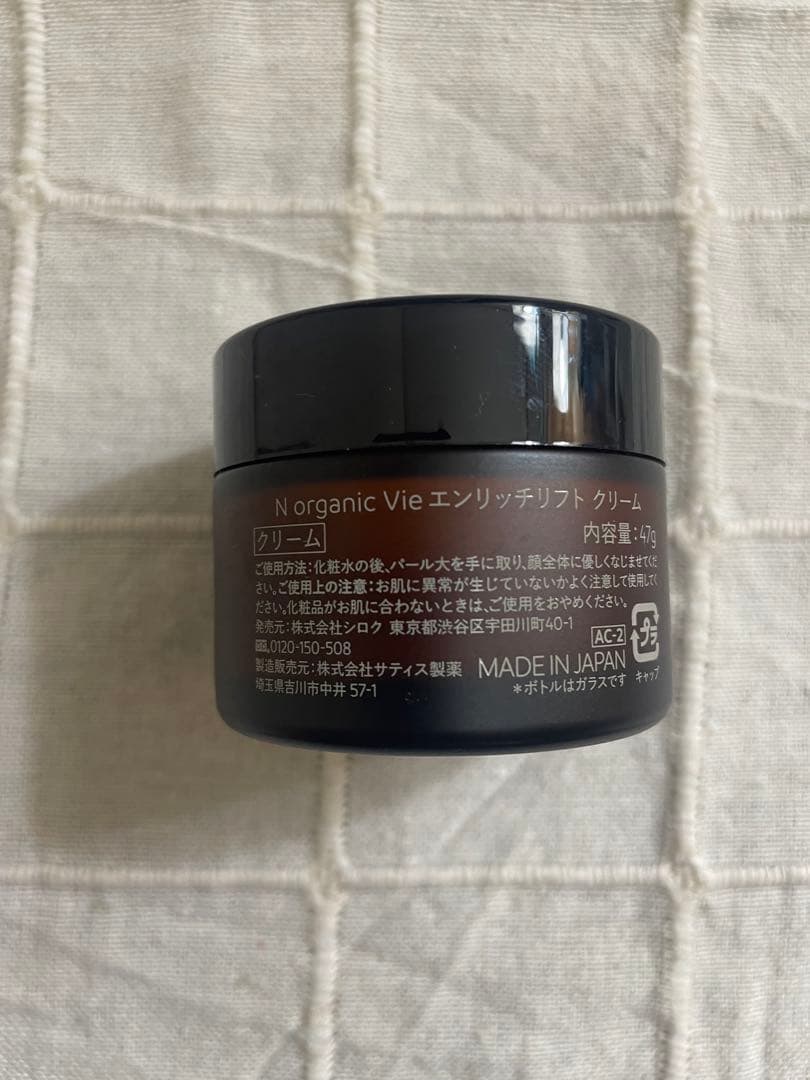 N organic Vie エンリッチリフト クリーム
クリーム 内容量:47g
ご使用方法:化粧水の後、パール大を手に取り、顔全体に優しくなじませてくだ
さい。ご使用上の注意:お肌に異常が生じていないかよく注意して使用してく
ださい。化粧品がお肌に合わないときは、ご使用をおやめください。
発売元:株式会社シロク 東京都渋谷区宇田川町40-1
0120-150-508
AC-2 プラ
製造販売元:株式会社サティス製薬 MADE IN JAPAN キャップ
埼玉県吉川市中井 57-1 *ボトルはガラスです